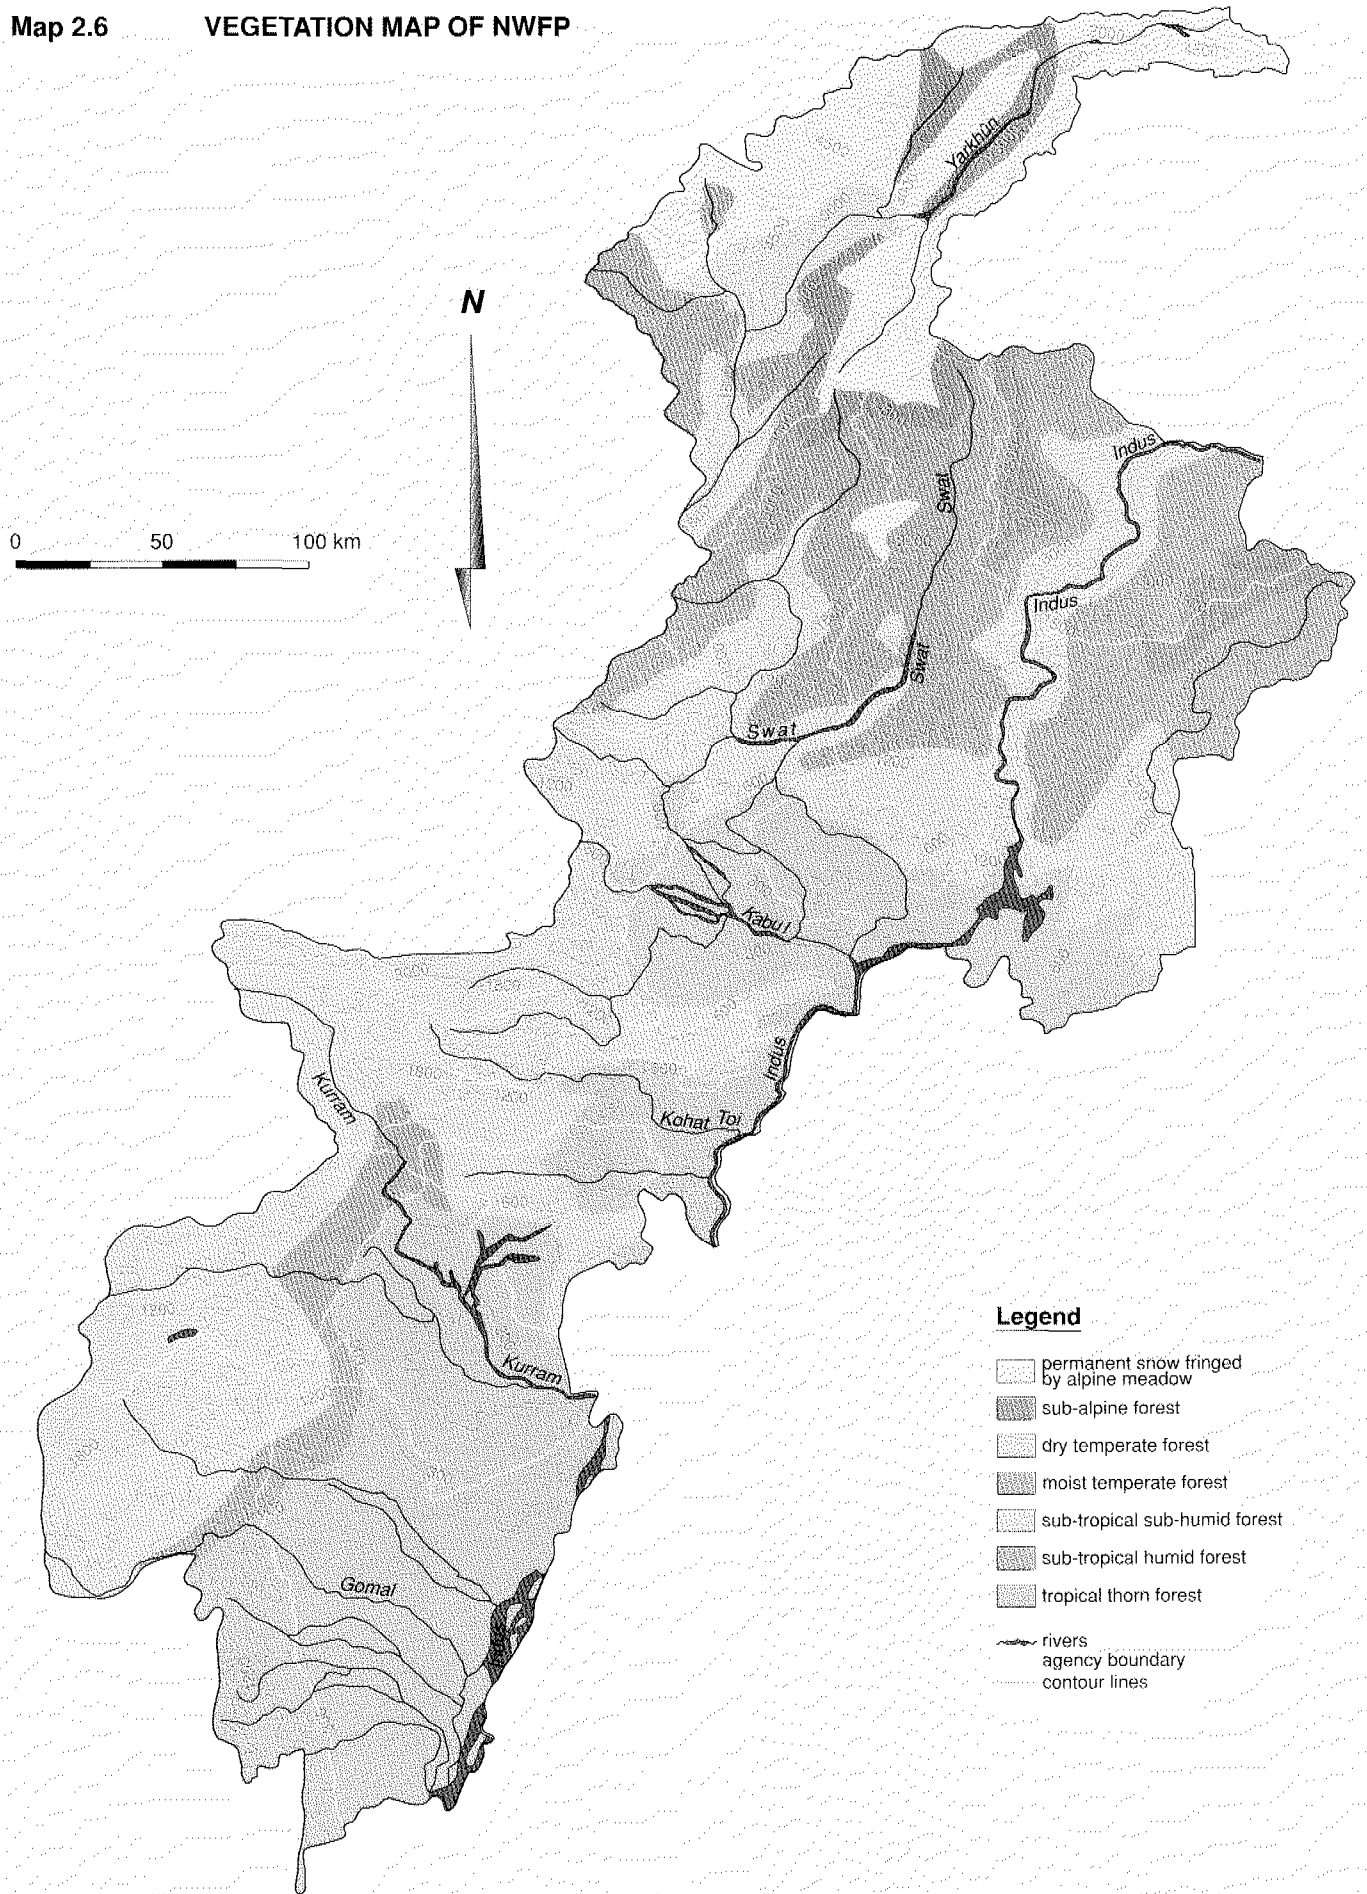 Map 2.6 VEGETATION MAP OF NWFP
Yarkhun
N
Indus
Swat
0 50 100 km
Indus
Swat
Swat
Kabul
Indus
Kurram
Kohat Toi
Kurram
Gomal
Legend
permanent snow fringed
by alpine meadow
sub-alpine forest
dry temperate forest
moist temperate forest
sub-tropical sub-humid forest
sub-tropical humid forest
tropical thorn forest
rivers
agency boundary
contour lines